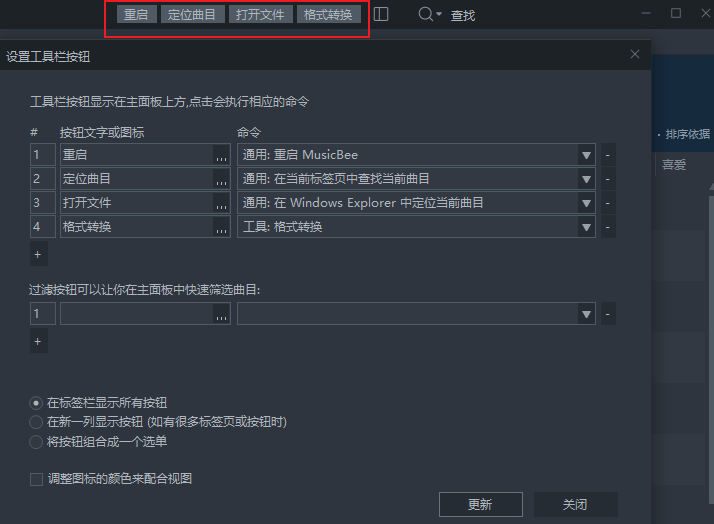 重启 定位曲目 打开文件 格式转换 查找
设置工具栏按钮
工具栏按钮显示在主面板上方,点击会执行相应的命令
排序依据
# 按钮文字或图标 命令
1 重启 ... 通用: 重启 MusicBee -
喜爱
2 定位曲目 ... 通用: 在当前标签页中查找当前曲目 -
3 打开文件 ... 通用: 在 Windows Explorer 中定位当前曲目 -
4 格式转换 ... 工具: 格式转换 -
+
过滤按钮可以让你在主面板中快速筛选曲目:
1 ... -
+
在标签栏显示所有按钮
在新一列显示按钮 (如有很多标签页或按钮时)
将按钮组合成一个选单
调整图标的颜色来配合视图
更新 关闭